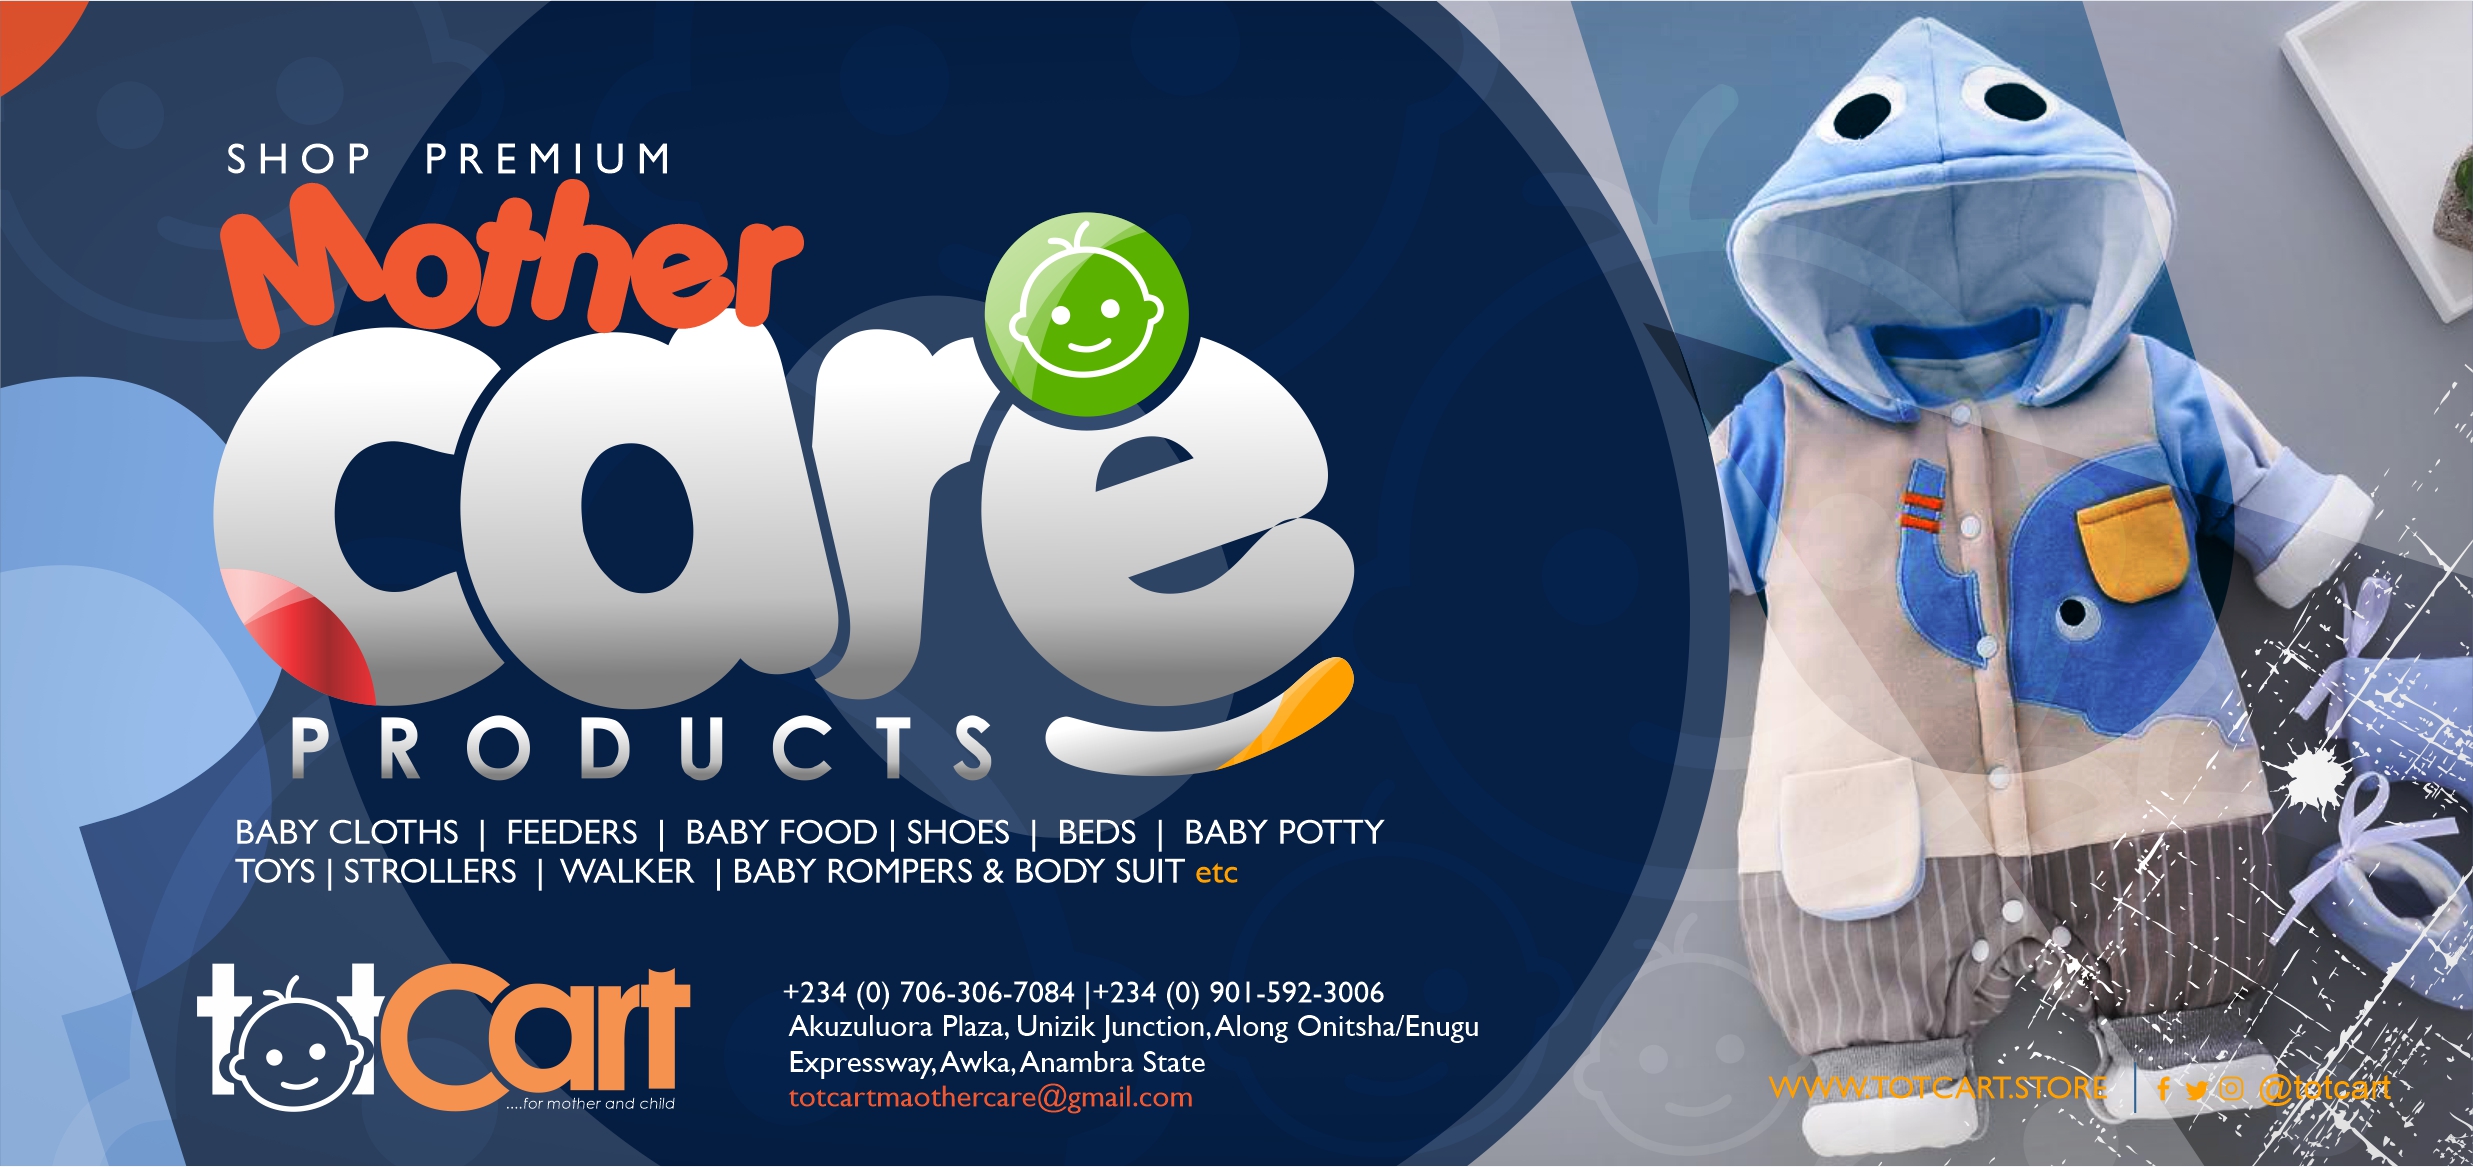 SHOP PREMIUM
Mother
care
PRODUCTS
BABY CLOTHS | FEEDERS | BABY FOOD | SHOES | BEDS | BABY POTTY
TOYS | STROLLERS | WALKER | BABY ROMPERS & BODY SUIT etc
totCart
....for mother and child
+234 (0) 706-306-7084 |+234 (0) 901-592-3006
Akuzuluora Plaza, Unizik Junction, Along Onitsha/Enugu
Expressway, Awka, Anambra State
totcartmaothercare@gmail.com
WWW.TOTCART.STORE | @totcart